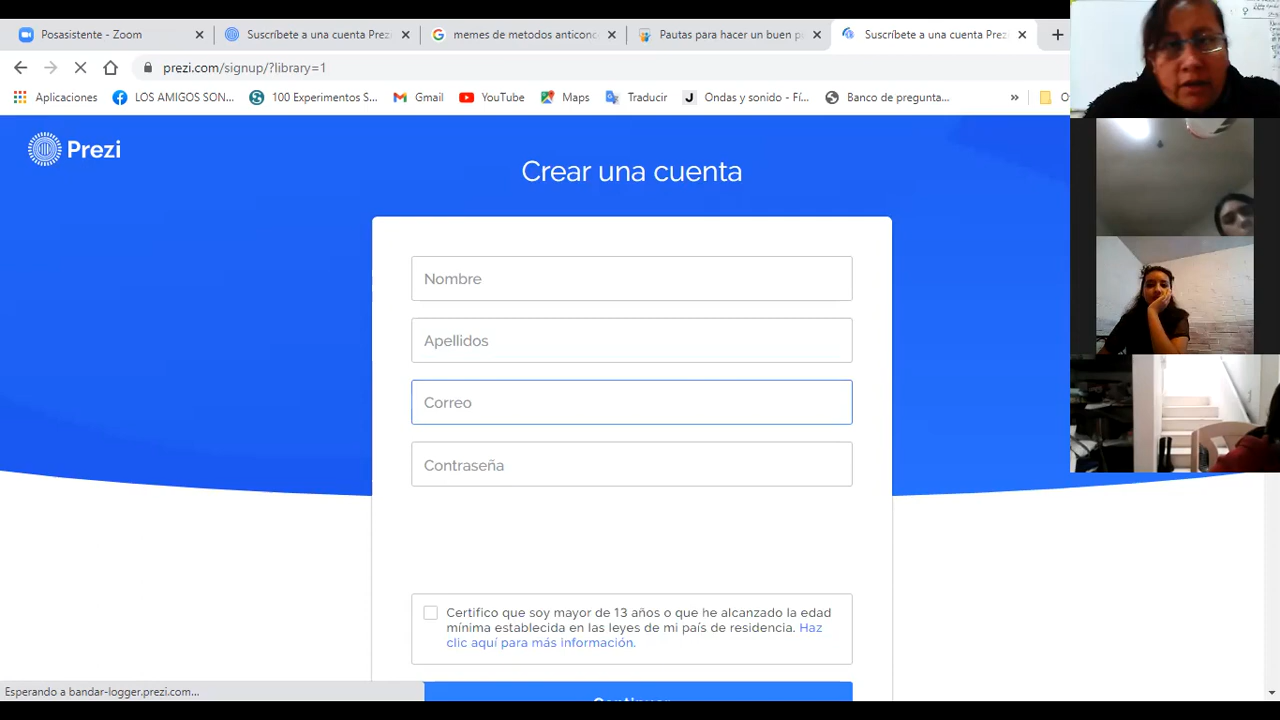 Posasistente - Zoom
Suscríbete a una cuenta Prezi
memes de metodos anticonc
Pautas para hacer un buen p
Suscríbete a una cuenta Prezi
prezi.com/signup/?library=1
Aplicaciones
LOS AMIGOS SON...
100 Experimentos S...
Gmail
YouTube
Maps
Traducir
Ondas y sonido - Fí...
Banco de pregunta...
»
Prezi
Crear una cuenta
Nombre
Apellidos
Correo
Contraseña
Certifico que soy mayor de 13 años o que he alcanzado la edad
mínima establecida en las leyes de mi país de residencia. Haz
clic aquí para más información.
Continuar
Esperando a bandar-logger.prezi.com...